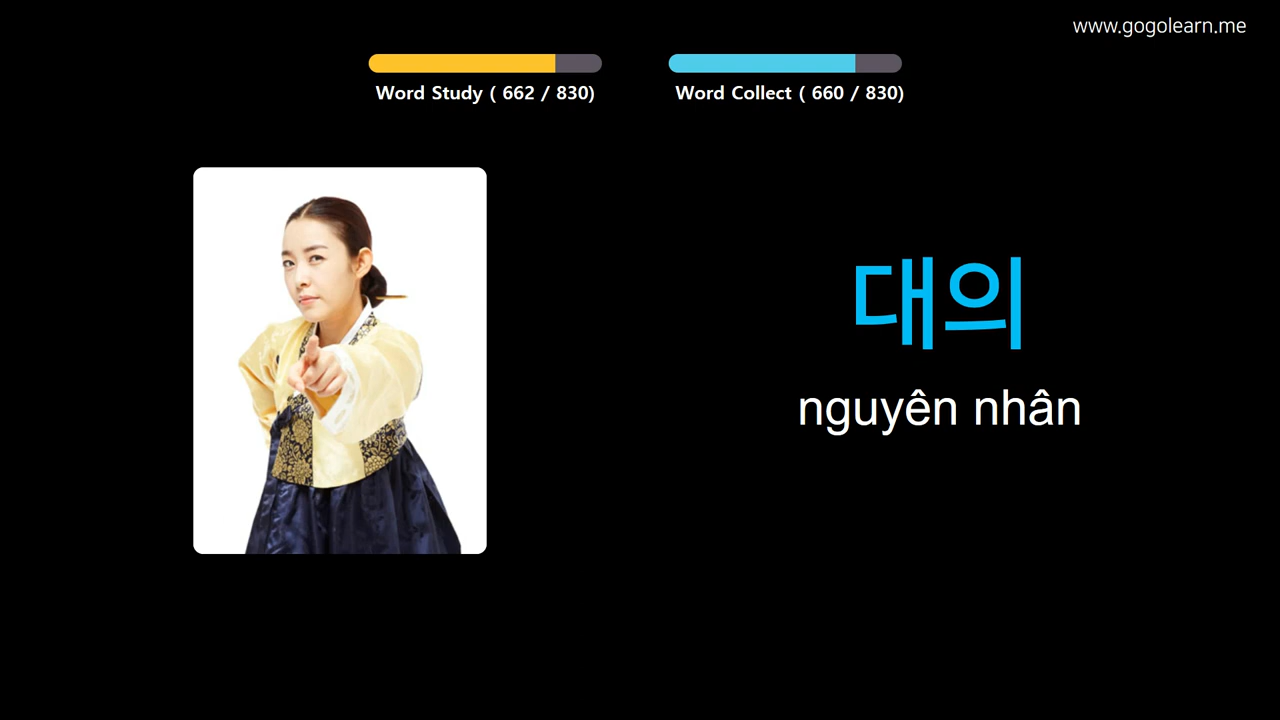 www.gogolearn.me
Word Study ( 662 / 830)
Word Collect ( 660 / 830)
대의
nguyên nhân